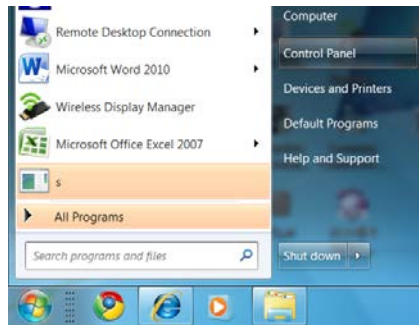 Remote Desktop Connection
Microsoft Word 2010
Wireless Display Manager
Microsoft Office Excel 2007
s
All Programs
Search programs and files
Computer
Control Panel
Devices and Printers
Default Programs
Help and Support
Shut down